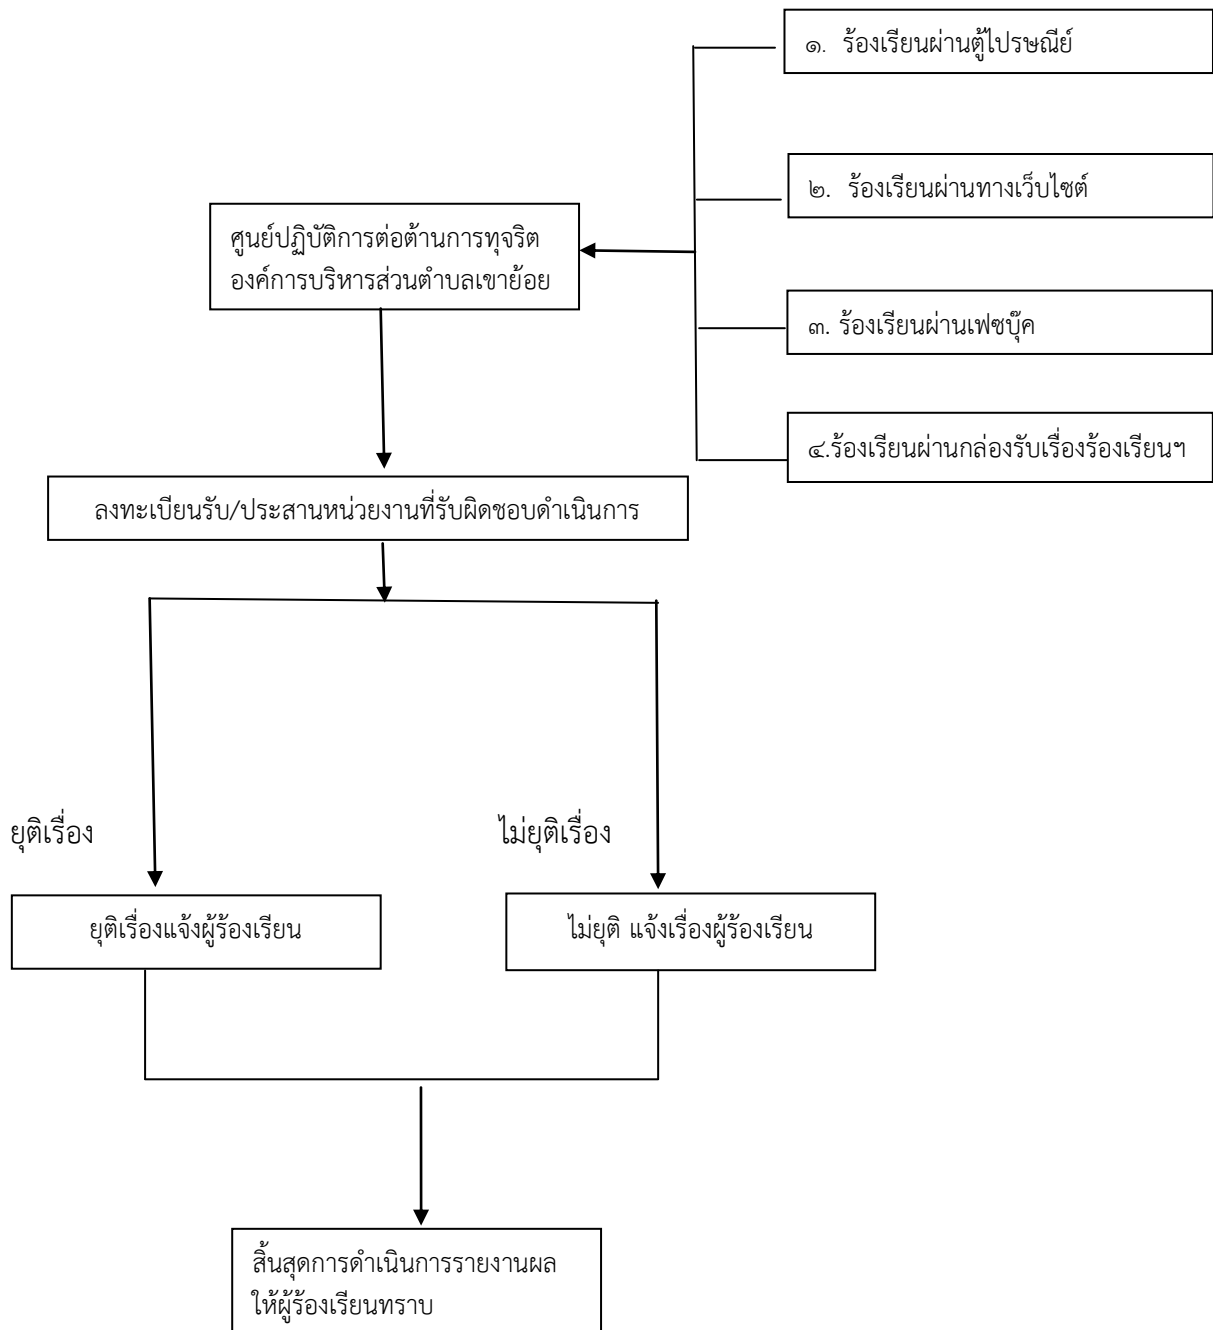 ๑. ร้องเรียนผ่านตู้ไปรษณีย์
๒. ร้องเรียนผ่านทางเว็บไซต์
ศูนย์ปฏิบัติการต่อต้านการทุจริต
องค์การบริหารส่วนตำบลเขาย้อย
๓. ร้องเรียนผ่านเฟซบุ๊ค
๔.ร้องเรียนผ่านกล่องรับเรื่องร้องเรียนฯ
ลงทะเบียนรับ/ประสานหน่วยงานที่รับผิดชอบดำเนินการ
ยุติเรื่อง
ไม่ยุติเรื่อง
ยุติเรื่องแจ้งผู้ร้องเรียน
ไม่ยุติ แจ้งเรื่องผู้ร้องเรียน
สิ้นสุดการดำเนินการรายงานผล
ให้ผู้ร้องเรียนทราบ